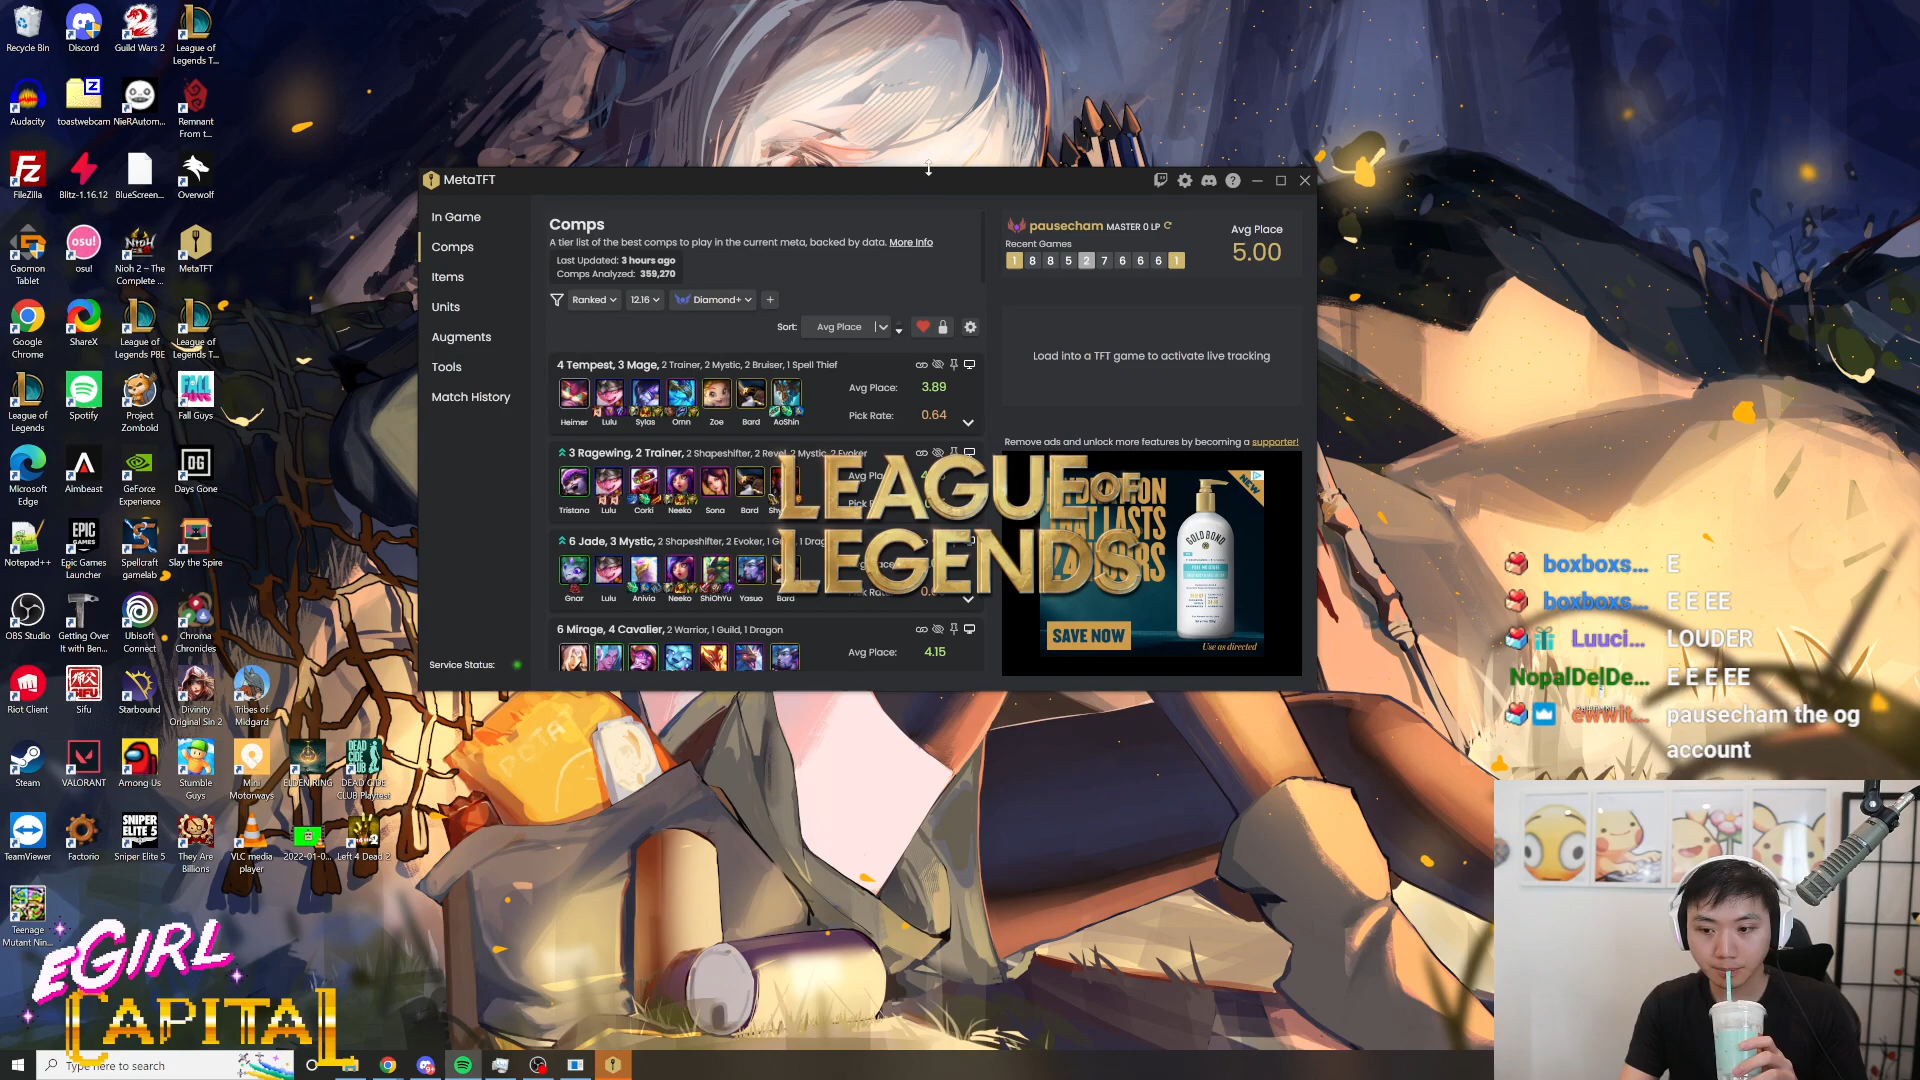 Recycle Bin
Discord
Guild Wars 2
League of
Legends T...
Audacity
toastwebcam
NieRAutom...
Remnant
From t...
FileZilla
Blitz-1.16.12
BlueScreen...
Overwolf
Gaomon
Tablet
osu!
Nioh 2 – The
Complete ...
MetaTFT
Google
Chrome
ShareX
League of
Legends PBE
League of
Legends T...
League of
Legends
Spotify
Project
Zomboid
Fall Guys
Microsoft
Edge
Aimbeast
GeForce
Experience
Days Gone
Notepad++
Epic Games
Launcher
Spellcraft
gamelab
Slay the Spire
OBS Studio
Getting Over
It with Ben...
Ubisoft
Connect
Chroma
Chronicles
Riot Client
Sifu
Starbound
Divinity
Original Sin 2
Tribes of
Midgard
Steam
VALORANT
Among Us
Stumble
Guys
Mini
Motorways
ELDEN RING
DEAD CIDE
CLUB Playtest
TeamViewer
Factorio
Sniper Elite 5
They Are
Billions
VLC media
player
2022-01-0...
Left 4 Dead 2
Teenage
Mutant Nin...
EGIRL
CAPITAL
Type here to search
MetaTFT
In Game
Comps
Items
Units
Augments
Tools
Match History
Service Status:
Comps
A tier list of the best comps to play in the current meta, backed by data. More Info
Last Updated: 3 hours ago
Comps Analyzed: 359,270
Ranked
12.16
Diamond+
+
Sort: Avg Place
4 Tempest, 3 Mage, 2 Trainer, 2 Mystic, 2 Bruiser, 1 Spell Thief
Heimer Lulu Sylas Ornn Zoe Bard AoShin
Avg Place: 3.89
Pick Rate: 0.64
3 Ragewing, 2 Trainer, 2 Shapeshifter, 2 Revel, 2 Mystic, 2 Evoker
Tristana Lulu Corki Neeko Sona Bard
6 Jade, 3 Mystic, 2 Shapeshifter, 2 Evoker,
Gnar Lulu Anivia Neeko ShiOhYu Yasuo Bard
6 Mirage, 4 Cavalier, 2 Warrior, 1 Guild, 1 Dragon
Avg Place: 4.15
LEAGUE OF
LEGENDS
pausecham MASTER 0 LP
Recent Games
1 8 8 5 2 7 6 6 6 1
Avg Place
5.00
Load into a TFT game to activate live tracking
Remove ads and unlock more features by becoming a supporter!
NEW
GOLD BOND
SAVE NOW
Use as directed
boxboxs... E
boxboxs... E E EE
Luuci... LOUDER
NopalDelDe... E E E EE
ewwit... pausecham the og
account